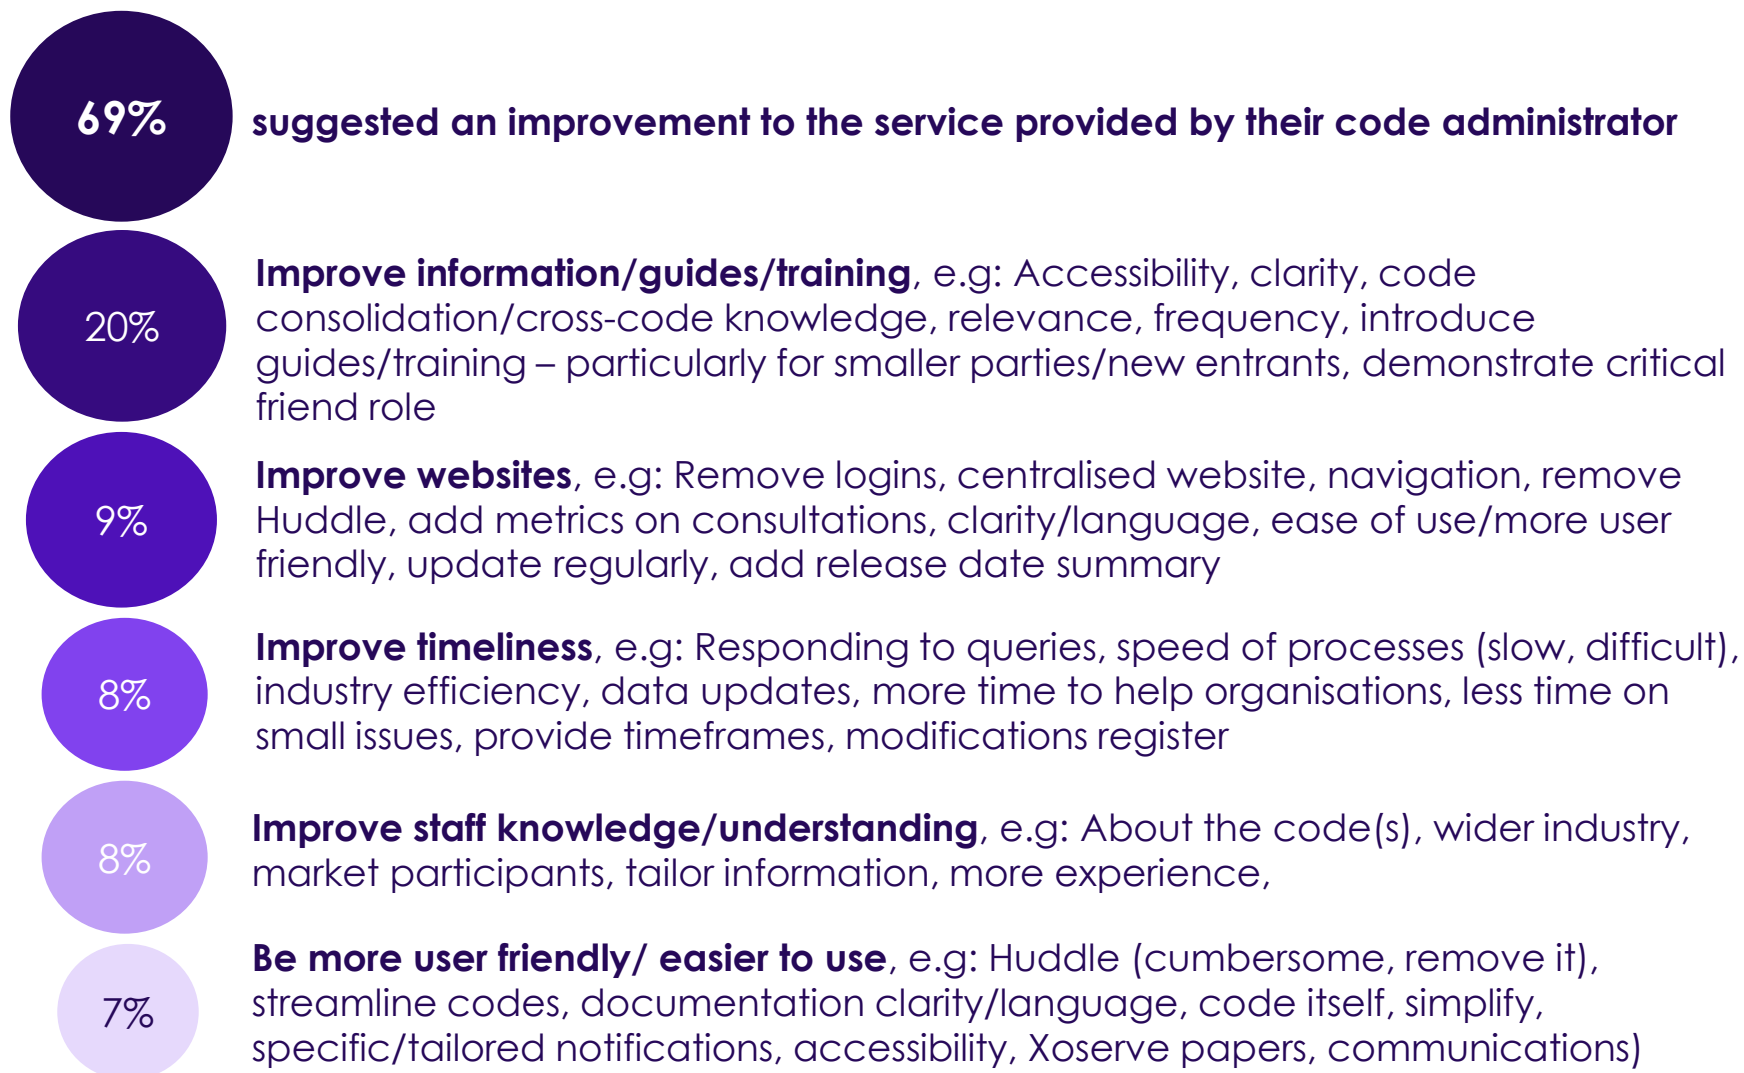 69%
suggested an improvement to the service provided by their code administrator
20%
Improve information/guides/training, e.g: Accessibility, clarity, code
consolidation/cross-code knowledge, relevance, frequency, introduce
guides/training – particularly for smaller parties/new entrants, demonstrate critical
friend role
9%
Improve websites, e.g: Remove logins, centralised website, navigation, remove
Huddle, add metrics on consultations, clarity/language, ease of use/more user
friendly, update regularly, add release date summary
8%
Improve timeliness, e.g: Responding to queries, speed of processes (slow, difficult),
industry efficiency, data updates, more time to help organisations, less time on
small issues, provide timeframes, modifications register
8%
Improve staff knowledge/understanding, e.g: About the code(s), wider industry,
market participants, tailor information, more experience,
7%
Be more user friendly/ easier to use, e.g: Huddle (cumbersome, remove it),
streamline codes, documentation clarity/language, code itself, simplify,
specific/tailored notifications, accessibility, Xoserve papers, communications)